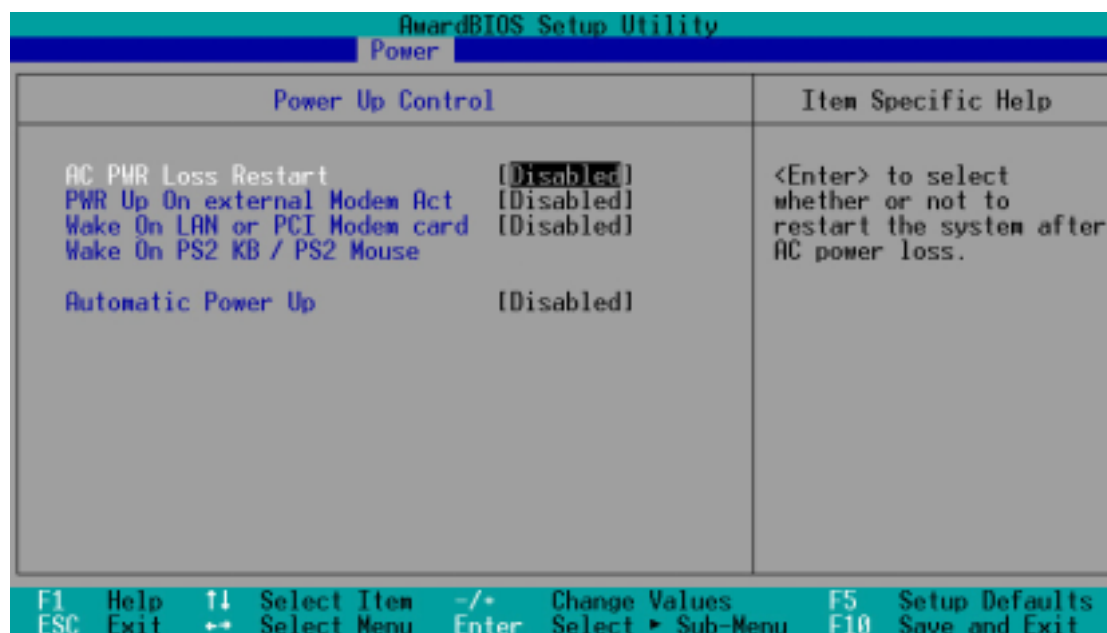 AwardBIOS Setup Utility
Power
Power Up Control
Item Specific Help
AC PWR Loss Restart [Disabled]
PWR Up On external Modem Act [Disabled]
Wake On LAN or PCI Modem card [Disabled]
Wake On PS2 KB / PS2 Mouse
Automatic Power Up [Disabled]
<Enter> to select
whether or not to
restart the system after
AC power loss.
F1 Help ↑↓ Select Item -/+ Change Values F5 Setup Defaults
ESC Exit ←→ Select Menu Enter Select ► Sub-Menu F10 Save and Exit